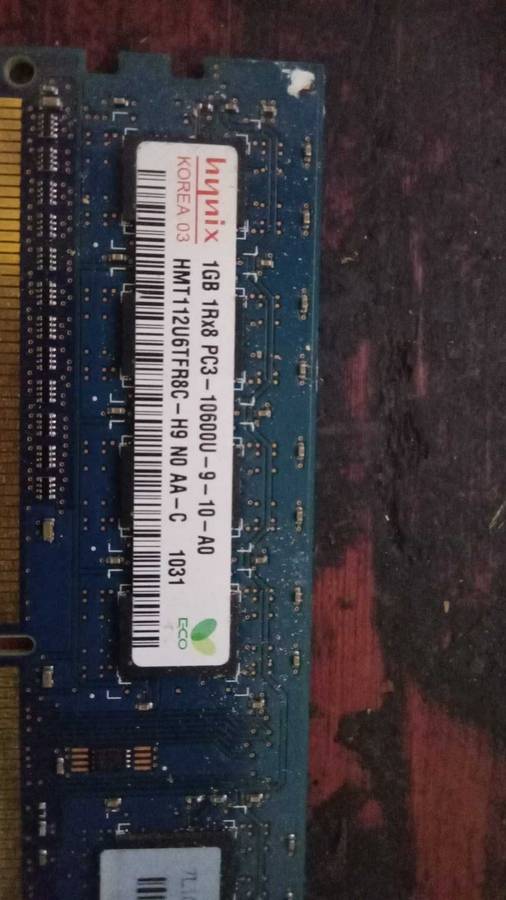 hynix
KOREA 03
1GB 1Rx8 PC3-10600U-9-10-A0
HMT112U6TFR8C-H9 N0 AA-C 1031
ECO